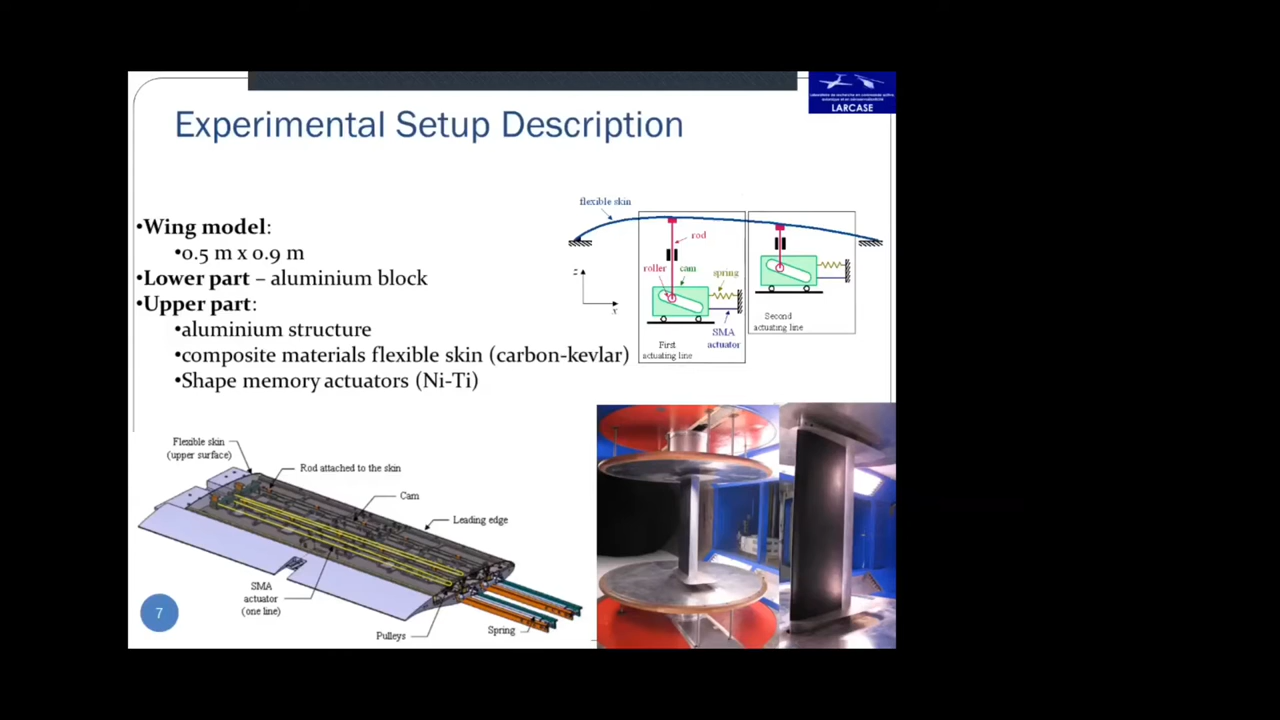 LARCASE
Experimental Setup Description
•Wing model:
•0.5 m x 0.9 m
•Lower part – aluminium block
•Upper part:
•aluminium structure
•composite materials flexible skin (carbon-kevlar)
•Shape memory actuators (Ni-Ti)
flexible skin
rod
roller
cam
spring
z
x
SMA
actuator
First
actuating line
Second
actuating line
Flexible skin
(upper surface)
Rod attached to the skin
Cam
Leading edge
SMA
actuator
(one line)
Pulleys
Spring
7